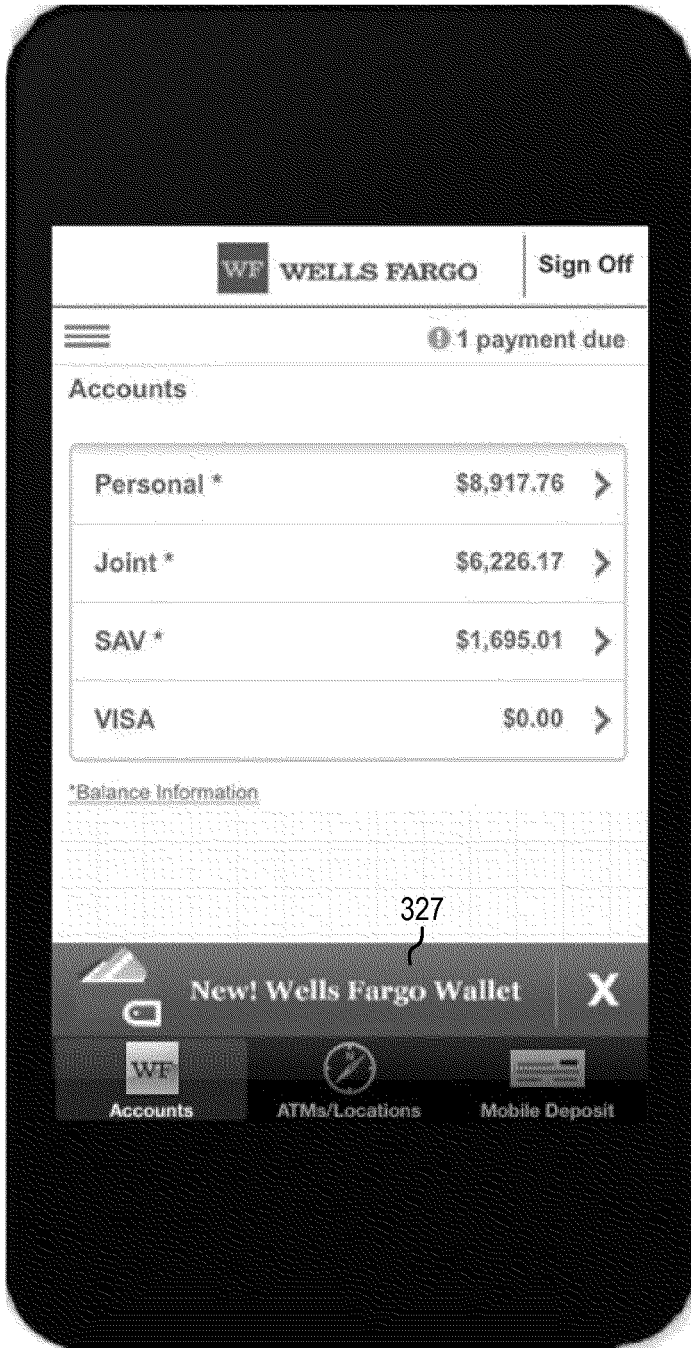 WF WELLS FARGO Sign Off
1 payment due
Accounts
Personal * $8,917.76
Joint * $6,226.17
SAV * $1,695.01
VISA $0.00
*Balance Information
327
New! Wells Fargo Wallet X
WF
Accounts ATMs/Locations Mobile Deposit